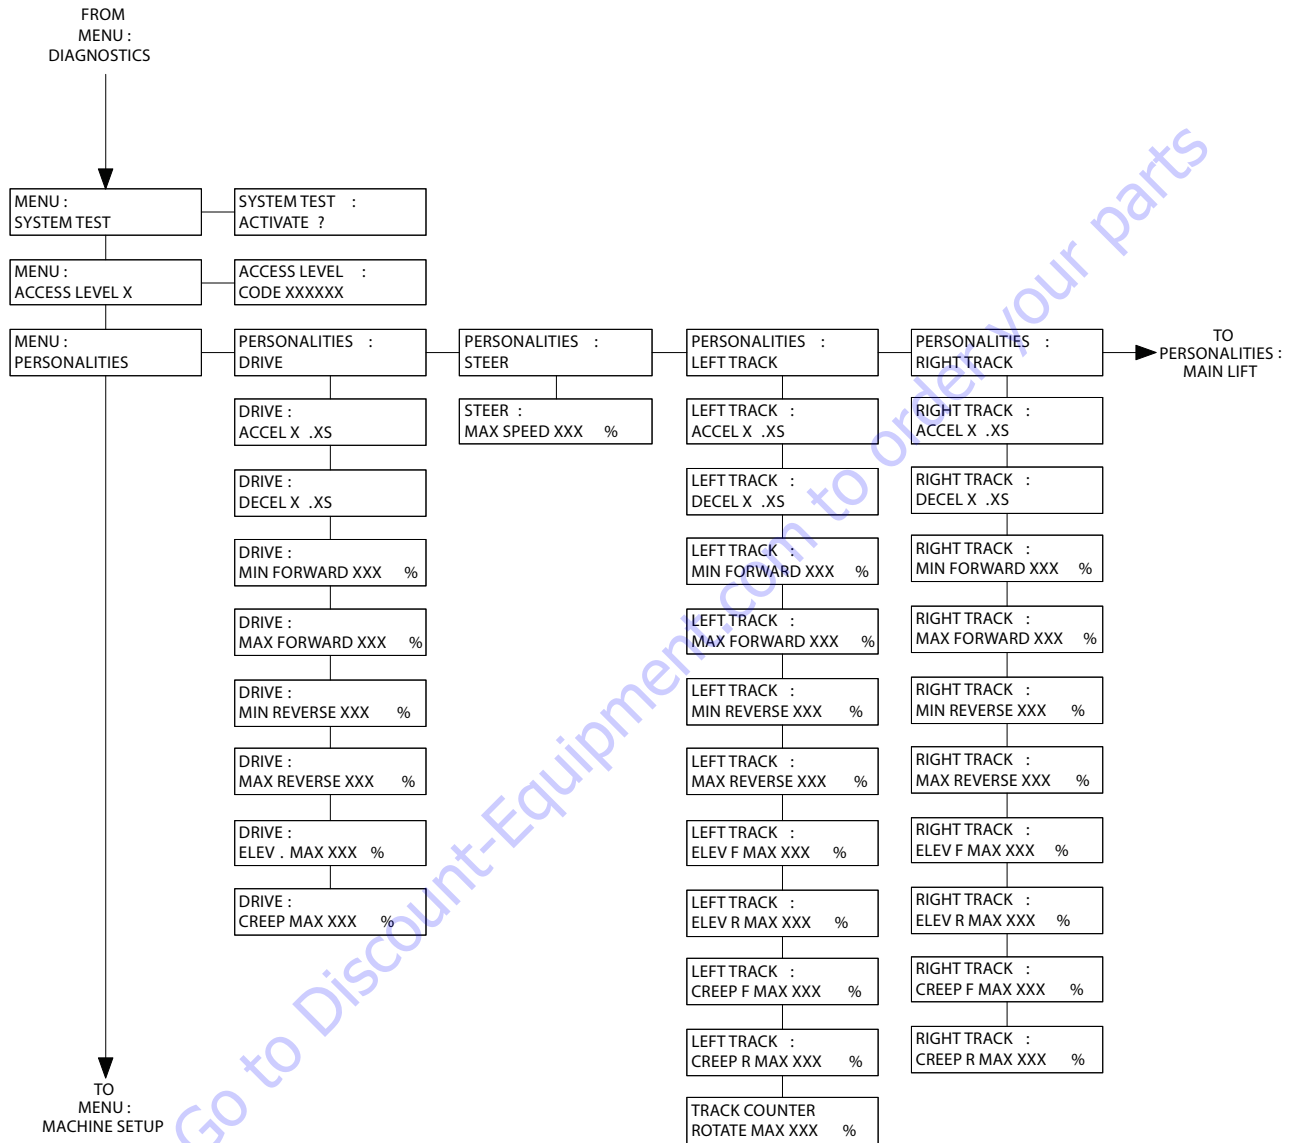 FROM
MENU :
DIAGNOSTICS
MENU :
SYSTEM TEST
SYSTEM TEST :
ACTIVATE ?
MENU :
ACCESS LEVEL X
ACCESS LEVEL :
CODE XXXXXX
MENU :
PERSONALITIES
PERSONALITIES :
DRIVE
PERSONALITIES :
STEER
PERSONALITIES :
LEFT TRACK
PERSONALITIES :
RIGHT TRACK
TO
PERSONALITIES :
MAIN LIFT
DRIVE :
ACCEL X .XS
DRIVE :
DECEL X .XS
DRIVE :
MIN FORWARD XXX %
DRIVE :
MAX FORWARD XXX %
DRIVE :
MIN REVERSE XXX %
DRIVE :
MAX REVERSE XXX %
DRIVE :
ELEV . MAX XXX %
DRIVE :
CREEP MAX XXX %
STEER :
MAX SPEED XXX %
LEFT TRACK :
ACCEL X .XS
LEFT TRACK :
DECEL X .XS
LEFT TRACK :
MIN FORWARD XXX %
LEFT TRACK :
MAX FORWARD XXX %
LEFT TRACK :
MIN REVERSE XXX %
LEFT TRACK :
MAX REVERSE XXX %
LEFT TRACK :
ELEV F MAX XXX %
LEFT TRACK :
ELEV R MAX XXX %
LEFT TRACK :
CREEP F MAX XXX %
LEFT TRACK :
CREEP R MAX XXX %
TRACK COUNTER
ROTATE MAX XXX %
RIGHT TRACK :
ACCEL X .XS
RIGHT TRACK :
DECEL X .XS
RIGHT TRACK :
MIN FORWARD XXX %
RIGHT TRACK :
MAX FORWARD XXX %
RIGHT TRACK :
MIN REVERSE XXX %
RIGHT TRACK :
MAX REVERSE XXX %
RIGHT TRACK :
ELEV F MAX XXX %
RIGHT TRACK :
ELEV R MAX XXX %
RIGHT TRACK :
CREEP F MAX XXX %
RIGHT TRACK :
CREEP R MAX XXX %
TO
MENU :
MACHINE SETUP
Go to Discount-Equipment.com to order your parts